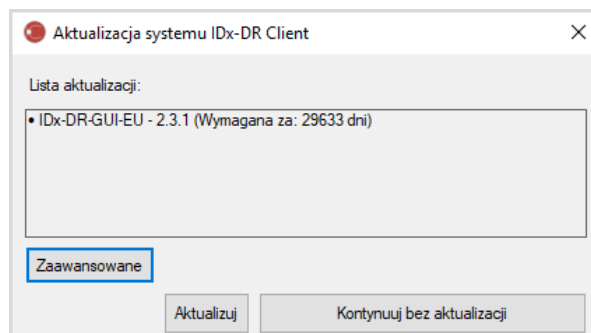 Aktualizacja systemu IDx-DR Client
Lista aktualizacji:
• IDx-DR-GUI-EU - 2.3.1 (Wymagana za: 29633 dni)
Zaawansowane
Aktualizuj
Kontynuuj bez aktualizacji